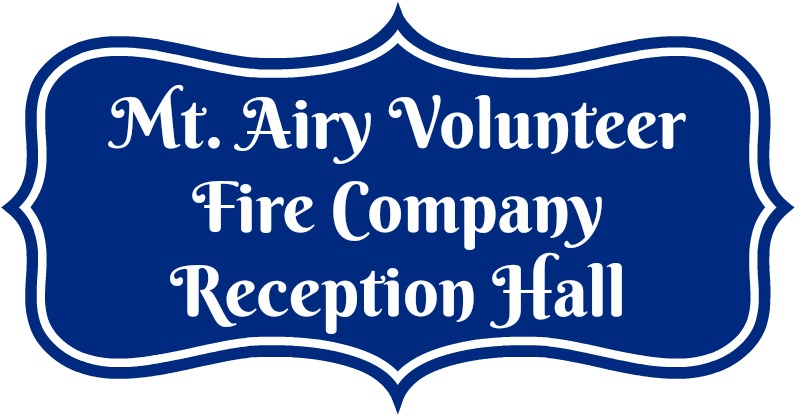 Mt. Airy Volunteer
Fire Company
Reception Hall